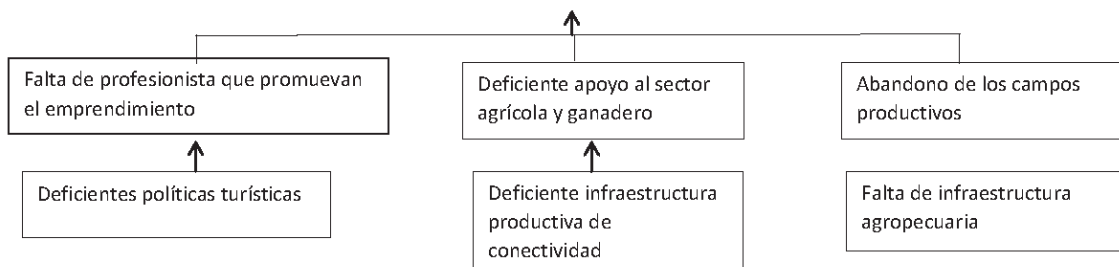 Falta de profesionista que promuevan
el emprendimiento
Deficiente apoyo al sector
agrícola y ganadero
Abandono de los campos
productivos
Deficientes políticas turísticas
Deficiente infraestructura
productiva de
conectividad
Falta de infraestructura
agropecuaria